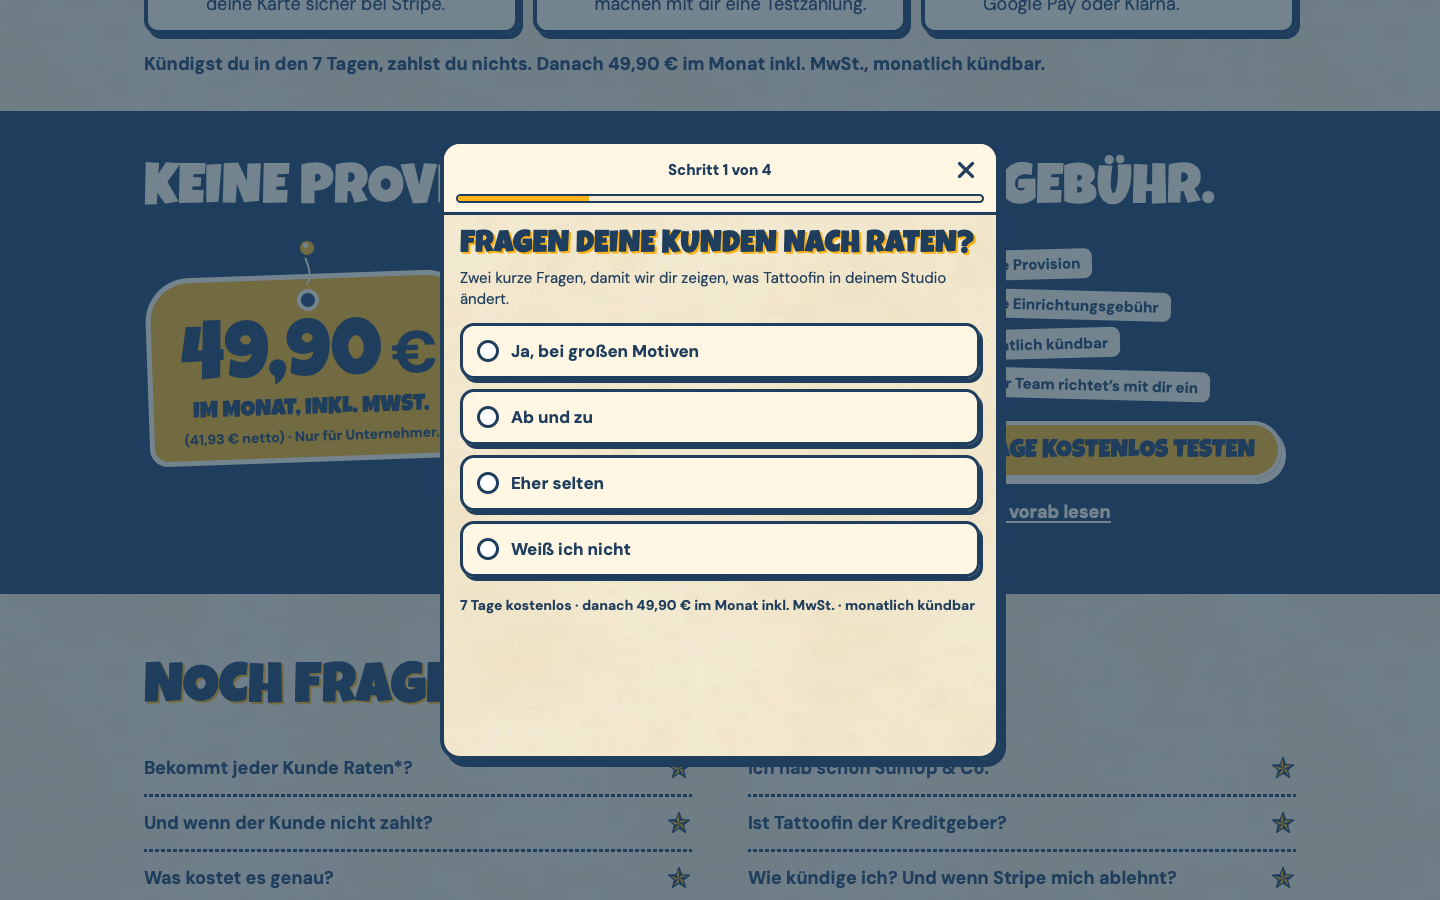 deine Karte sicher bei Stripe.
machen mit dir eine Testzahlung.
Google Pay oder Klarna.
Kündigst du in den 7 Tagen, zahlst du nichts. Danach 49,90 € im Monat inkl. MwSt., monatlich kündbar.
KEINE PROV
GEBÜHR.
Schritt 1 von 4
FRAGEN DEINE KUNDEN NACH RATEN?
Zwei kurze Fragen, damit wir dir zeigen, was Tattoofin in deinem Studio
ändert.
Ja, bei großen Motiven
Ab und zu
Eher selten
Weiß ich nicht
7 Tage kostenlos · danach 49,90 € im Monat inkl. MwSt. · monatlich kündbar
49,90 €
IM MONAT, INKL. MWST.
(41,93 € netto) · Nur für Unternehmer.
Provision
Einrichtungsgebühr
tlich kündbar
Team richtet's mit dir ein
AGE KOSTENLOS TESTEN
vorab lesen
NOCH FRAGE
Bekommt jeder Kunde Raten*?
Ich hab schon SumUp & Co.
Und wenn der Kunde nicht zahlt?
Ist Tattoofin der Kreditgeber?
Was kostet es genau?
Wie kündige ich? Und wenn Stripe mich ablehnt?